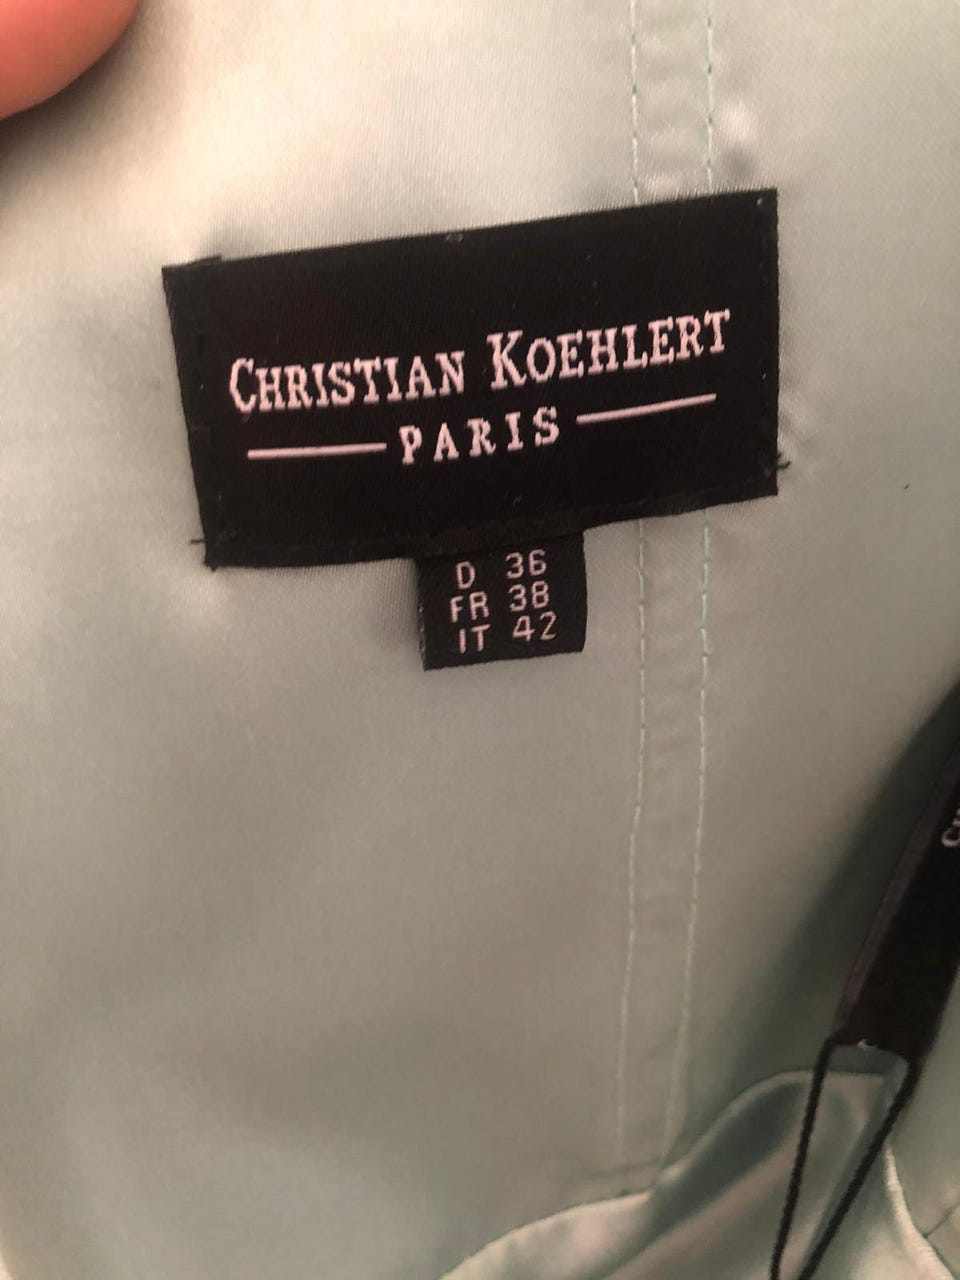 CHRISTIAN KOEHLERT
PARIS
D 36
FR 38
IT 42